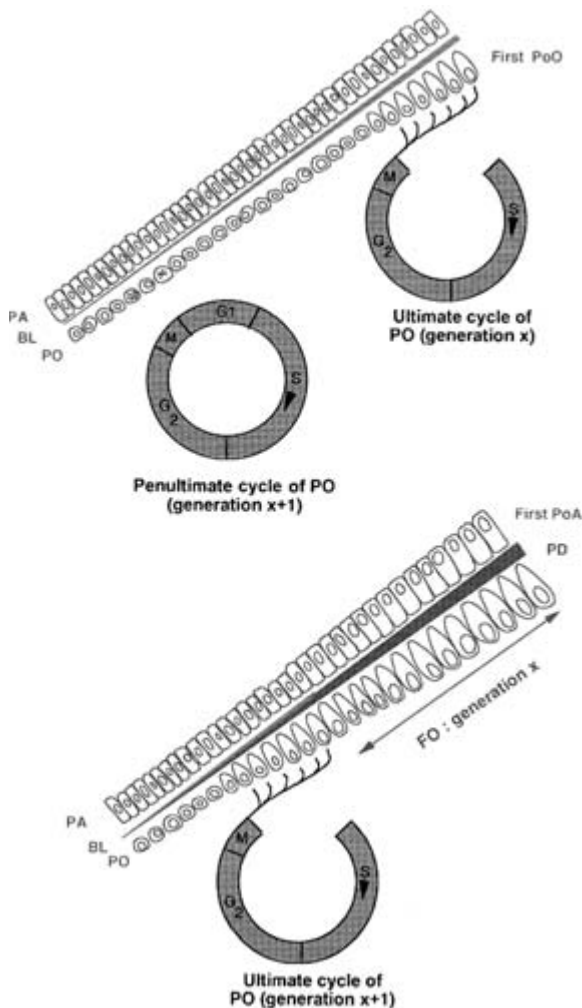 First PoO
M
S
G2
Ultimate cycle of
PO (generation x)
PA
BL
PO
G1
M
S
G2
Penultimate cycle of PO
(generation x+1)
First PoA
PD
FO : generation x
PA
BL
PO
M
S
G2
Ultimate cycle of
PO (generation x+1)